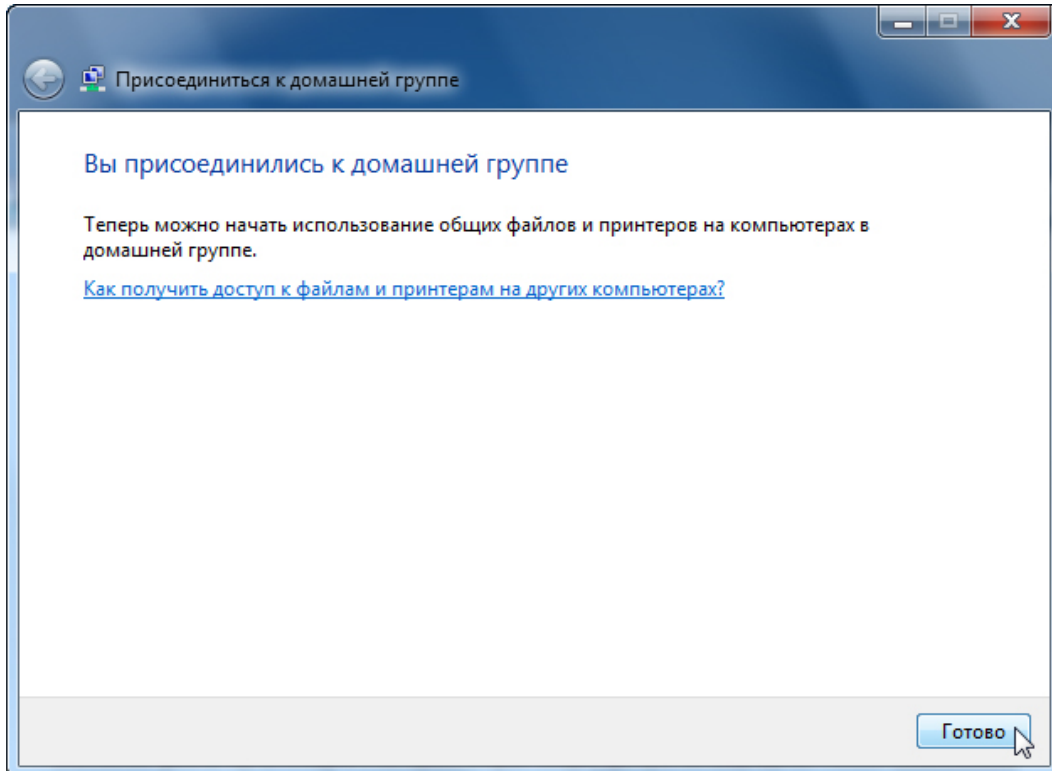 Присоединиться к домашней группе
Вы присоединились к домашней группе
Теперь можно начать использование общих файлов и принтеров на компьютерах в
домашней группе.
Как получить доступ к файлам и принтерам на других компьютерах?
Готово